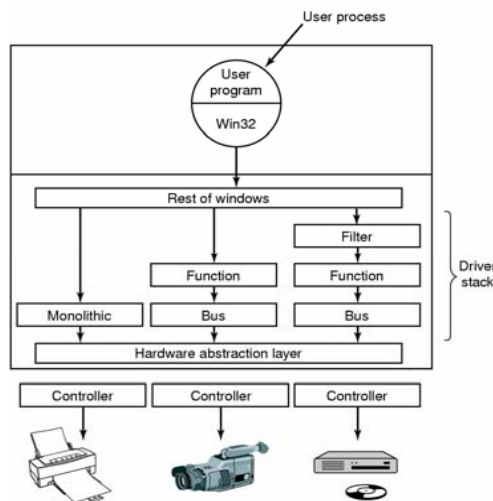 User process
User
program
Win32
Rest of windows
Filter
Function
Function
Driver
stack
Monolithic
Bus
Bus
Hardware abstraction layer
Controller
Controller
Controller